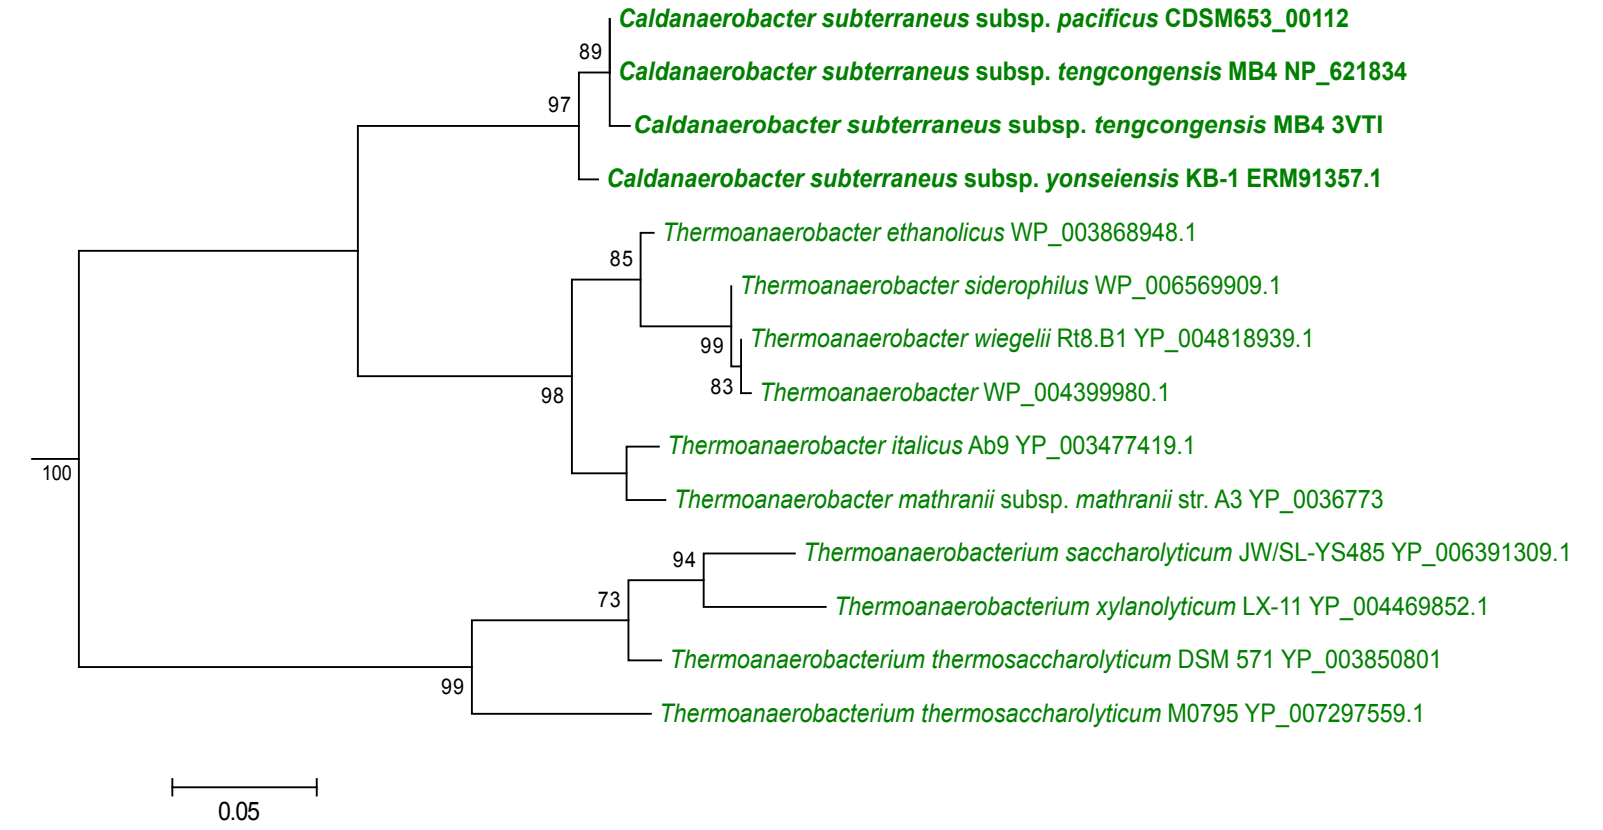 Caldanaerobacter subterraneus subsp. pacificus CDSM653_00112
89
Caldanaerobacter subterraneus subsp. tengcongensis MB4 NP_621834
97
Caldanaerobacter subterraneus subsp. tengcongensis MB4 3VTI
Caldanaerobacter subterraneus subsp. yonseiensis KB-1 ERM91357.1
Thermoanaerobacter ethanolicus WP_003868948.1
85
Thermoanaerobacter siderophilus WP_006569909.1
Thermoanaerobacter wiegelii Rt8.B1 YP_004818939.1
99
83
Thermoanaerobacter WP_004399980.1
98
Thermoanaerobacter italicus Ab9 YP_003477419.1
100
Thermoanaerobacter mathranii subsp. mathranii str. A3 YP_0036773
Thermoanaerobacterium saccharolyticum JW/SL-YS485 YP_006391309.1
94
73
Thermoanaerobacterium xylanolyticum LX-11 YP_004469852.1
Thermoanaerobacterium thermosaccharolyticum DSM 571 YP_003850801
99
Thermoanaerobacterium thermosaccharolyticum M0795 YP_007297559.1
0.05